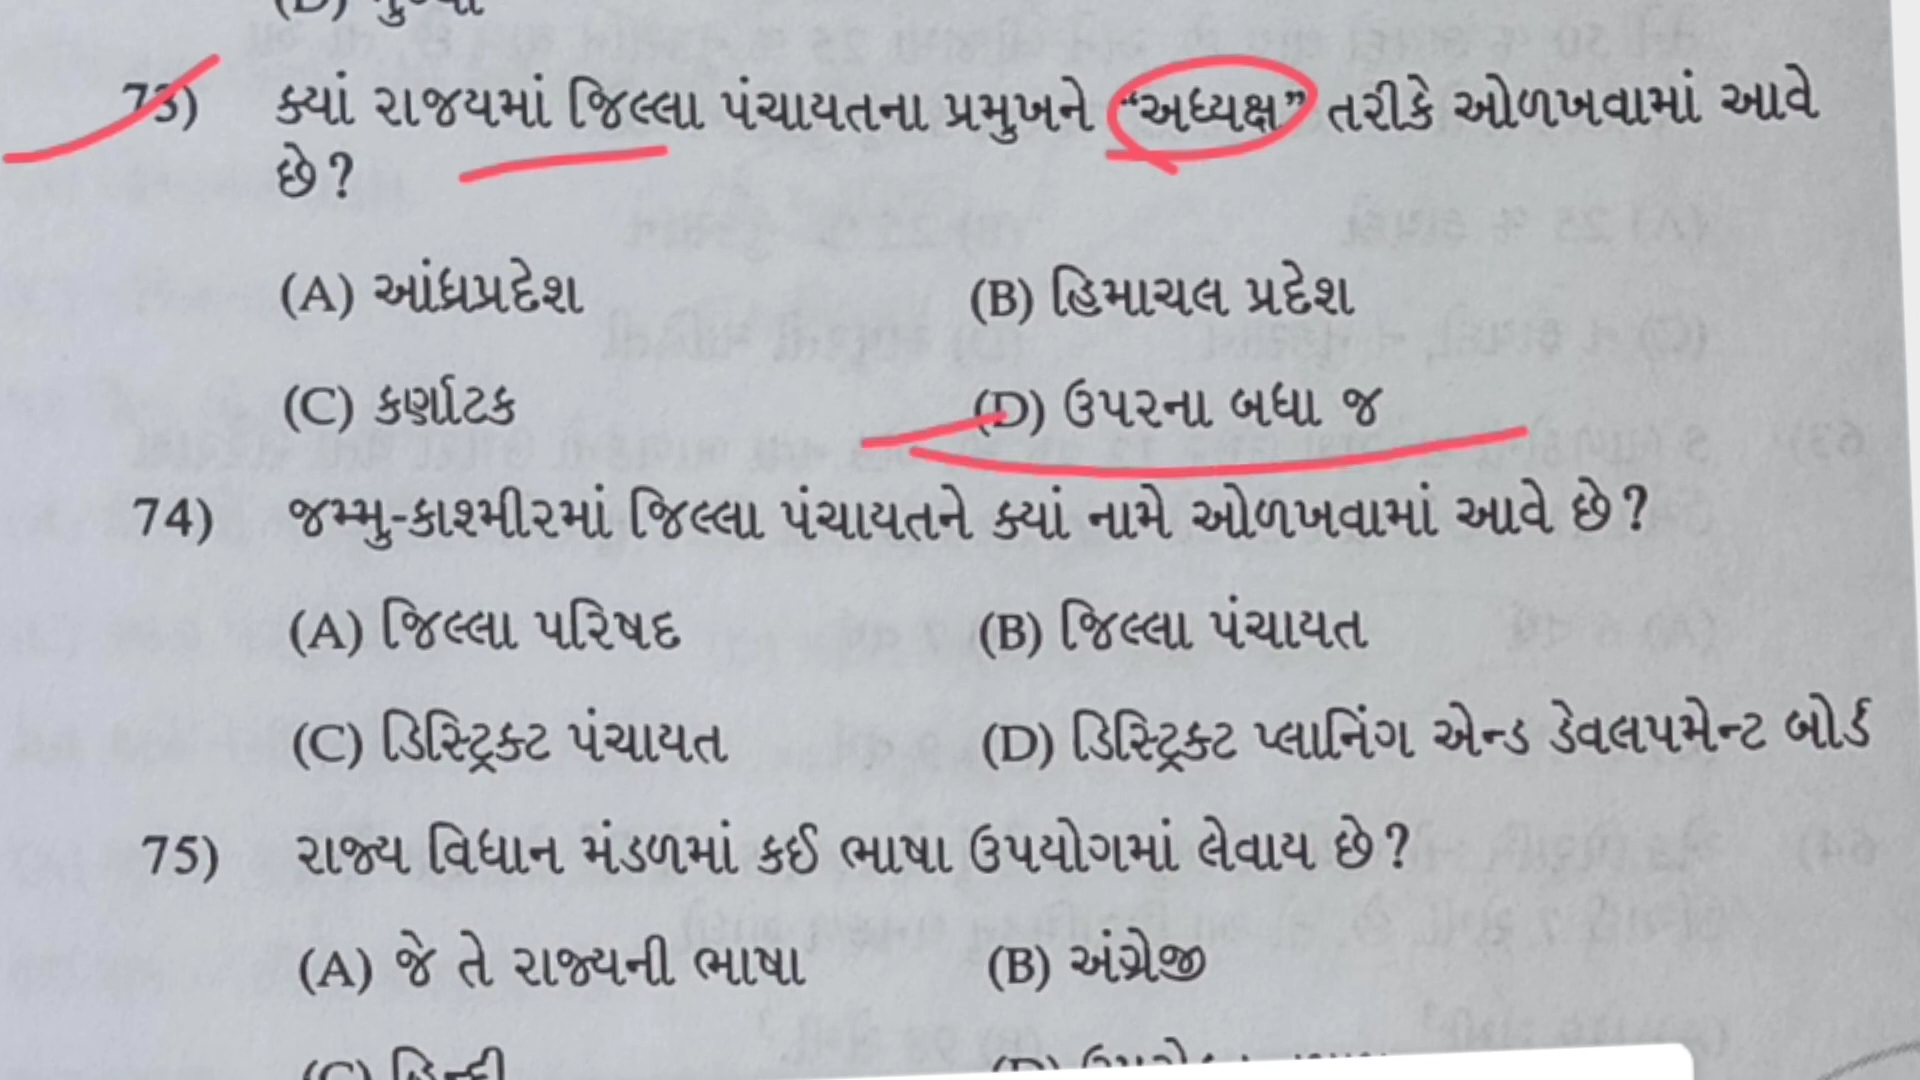 73) ક્યાં રાજયમાં જિલ્લા પંચાયતના પ્રમુખને “અધ્યક્ષ” તરીકે ઓળખવામાં આવે
છે?
(A) આંધ્રપ્રદેશ (B) હિમાચલ પ્રદેશ
(C) કર્ણાટક (D) ઉપરના બધા જ
74) જમ્મુ-કાશ્મીરમાં જિલ્લા પંચાયતને ક્યાં નામે ઓળખવામાં આવે છે?
(A) જિલ્લા પરિષદ (B) જિલ્લા પંચાયત
(C) ડિસ્ટ્રિક્ટ પંચાયત (D) ડિસ્ટ્રિક્ટ પ્લાનિંગ એન્ડ ડેવલપમેન્ટ બોર્ડ
75) રાજ્ય વિધાન મંડળમાં કઈ ભાષા ઉપયોગમાં લેવાય છે?
(A) જે તે રાજ્યની ભાષા (B) અંગ્રેજી
(C) હિન્દી